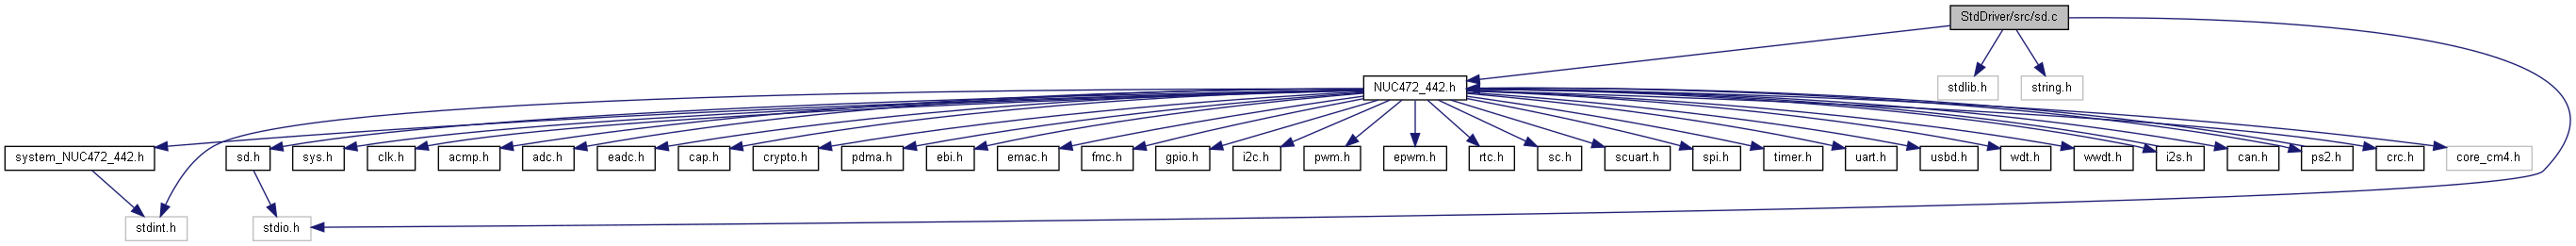 StdDriver/src/sd.c
NUC472_442.h
stdlib.h
string.h
system_NUC472_442.h
sd.h
sys.h
clk.h
acmp.h
adc.h
eadc.h
cap.h
crypto.h
pdma.h
ebi.h
emac.h
fmc.h
gpio.h
i2c.h
pwm.h
epwm.h
rtc.h
sc.h
scuart.h
spi.h
timer.h
uart.h
usbd.h
wdt.h
wwdt.h
i2s.h
can.h
ps2.h
crc.h
core_cm4.h
stdint.h
stdio.h